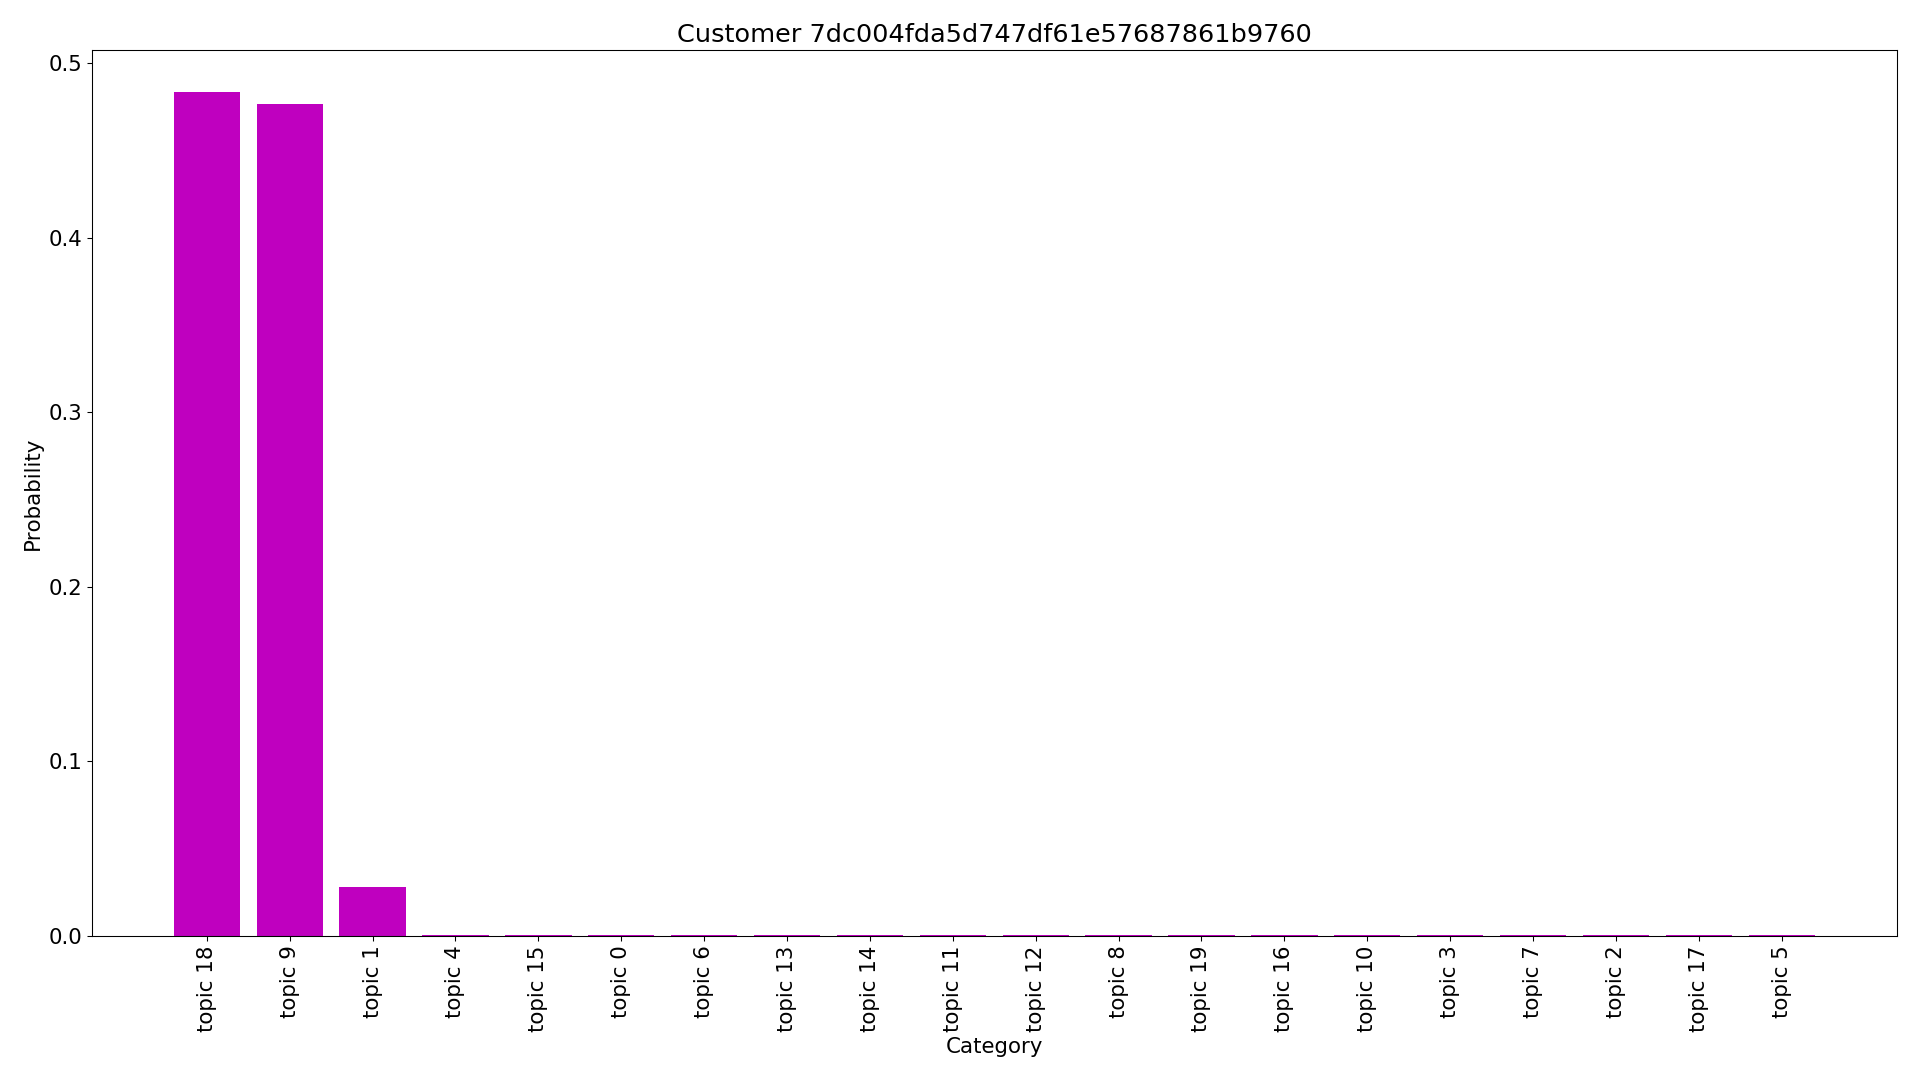 Customer 7dc004fda5d747df61e57687861b9760
0.5
0.4
0.3
0.2
0.1
0.0
Probability
topic 18
topic 9
topic 1
topic 4
topic 15
topic 0
topic 6
topic 13
topic 14
topic 11
topic 12
topic 8
topic 19
topic 16
topic 10
topic 3
topic 7
topic 2
topic 17
topic 5
Category